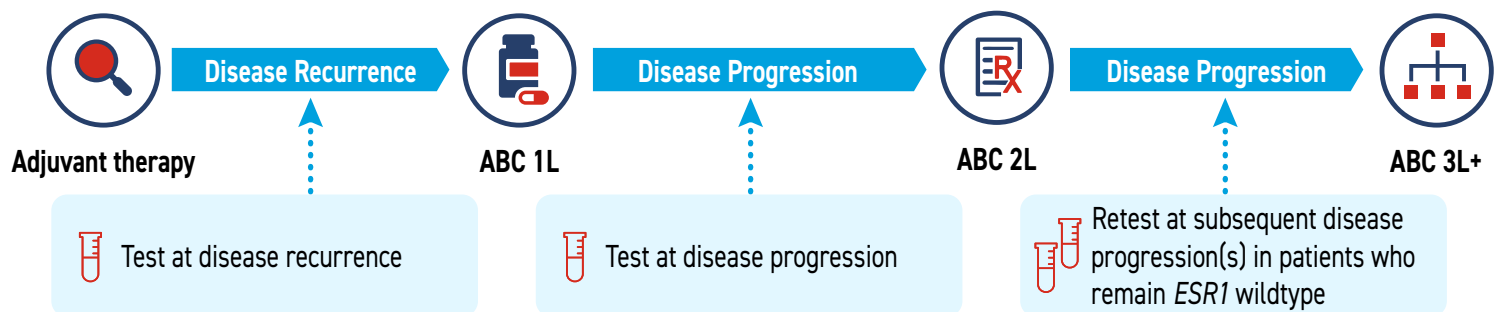 Disease Recurrence
Disease Progression
RX
Disease Progression
Adjuvant therapy
ABC 1L
ABC 2L
ABC 3L+
Test at disease recurrence
Test at disease progression
Retest at subsequent disease
progression(s) in patients who
remain ESR1 wildtype